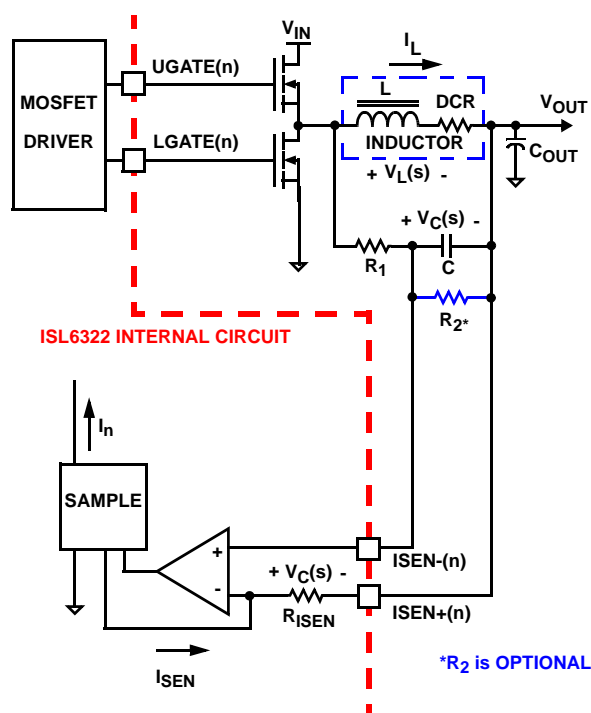 VIN
IL
UGATE(n)
MOSFET
DRIVER
L
DCR
VOUT
LGATE(n)
INDUCTOR
COUT
+ VL(s) -
+ VC(s) -
R1
C
R2*
ISL6322 INTERNAL CIRCUIT
In
SAMPLE
+
-
+ VC(s) -
RISEN
ISEN-(n)
ISEN+(n)
ISEN
*R2 is OPTIONAL